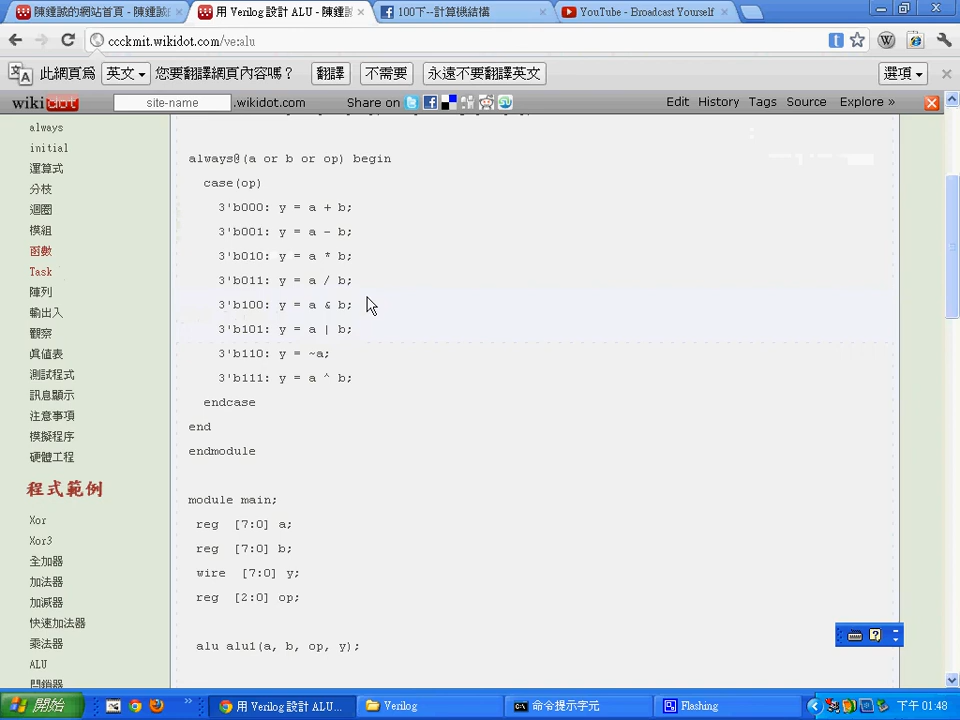 陳鍾誠的網站首頁 - 陳鍾誠
用 Verilog 設計 ALU - 陳鍾誠
100下--計算機結構
YouTube - Broadcast Yourself
ccckmit.wikidot.com/ve:alu
此網頁為 英文 您要翻譯網頁內容嗎？ 翻譯 不需要 永遠不要翻譯英文 選項
wikidot site-name .wikidot.com Share on Edit History Tags Source Explore »
always
initial
運算式
分枝
迴圈
模組
函數
Task
陣列
輸出入
觀察
真值表
測試程式
訊息顯示
注意事項
模擬程序
硬體工程
程式範例
Xor
Xor3
全加器
加法器
加減器
快速加法器
乘法器
ALU
閂鎖器
always@(a or b or op) begin
case(op)
3'b000: y = a + b;
3'b001: y = a - b;
3'b010: y = a * b;
3'b011: y = a / b;
3'b100: y = a & b;
3'b101: y = a | b;
3'b110: y = ~a;
3'b111: y = a ^ b;
endcase
end
endmodule
module main;
reg [7:0] a;
reg [7:0] b;
wire [7:0] y;
reg [2:0] op;
alu alu1(a, b, op, y);
開始 用 Verilog 設計 ALU... Verilog 命令提示字元 Flashing 下午 01:48